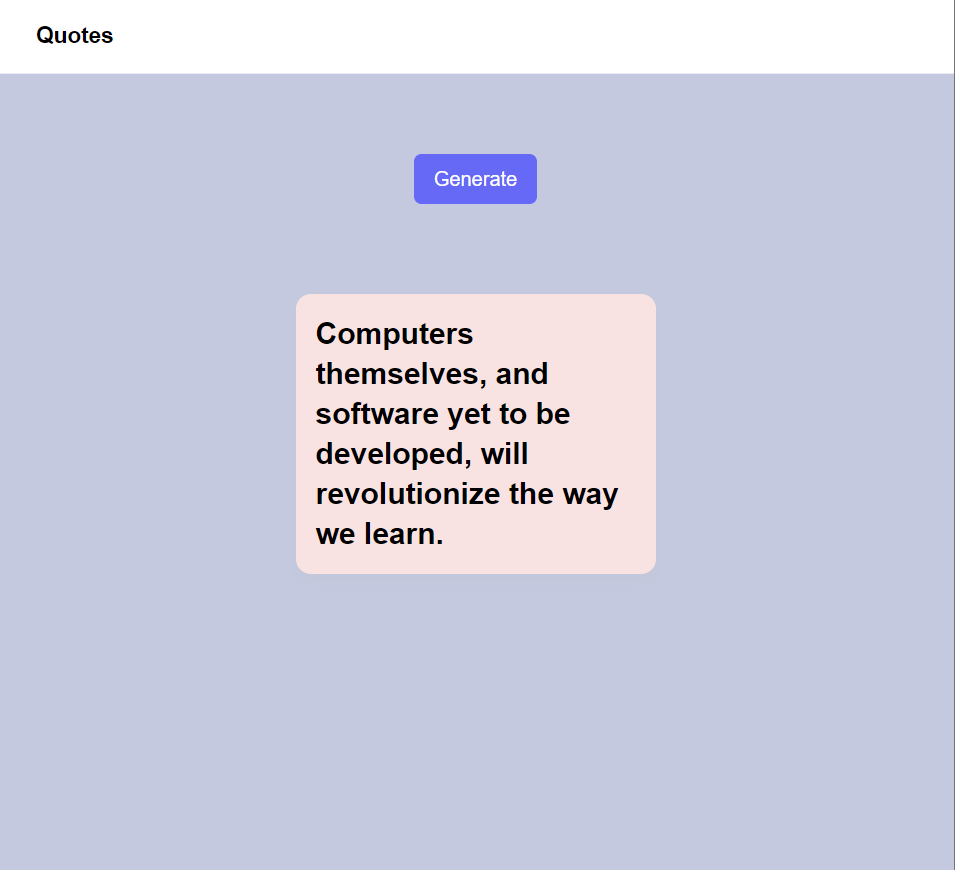 Quotes
Generate
Computers
themselves, and
software yet to be
developed, will
revolutionize the way
we learn.